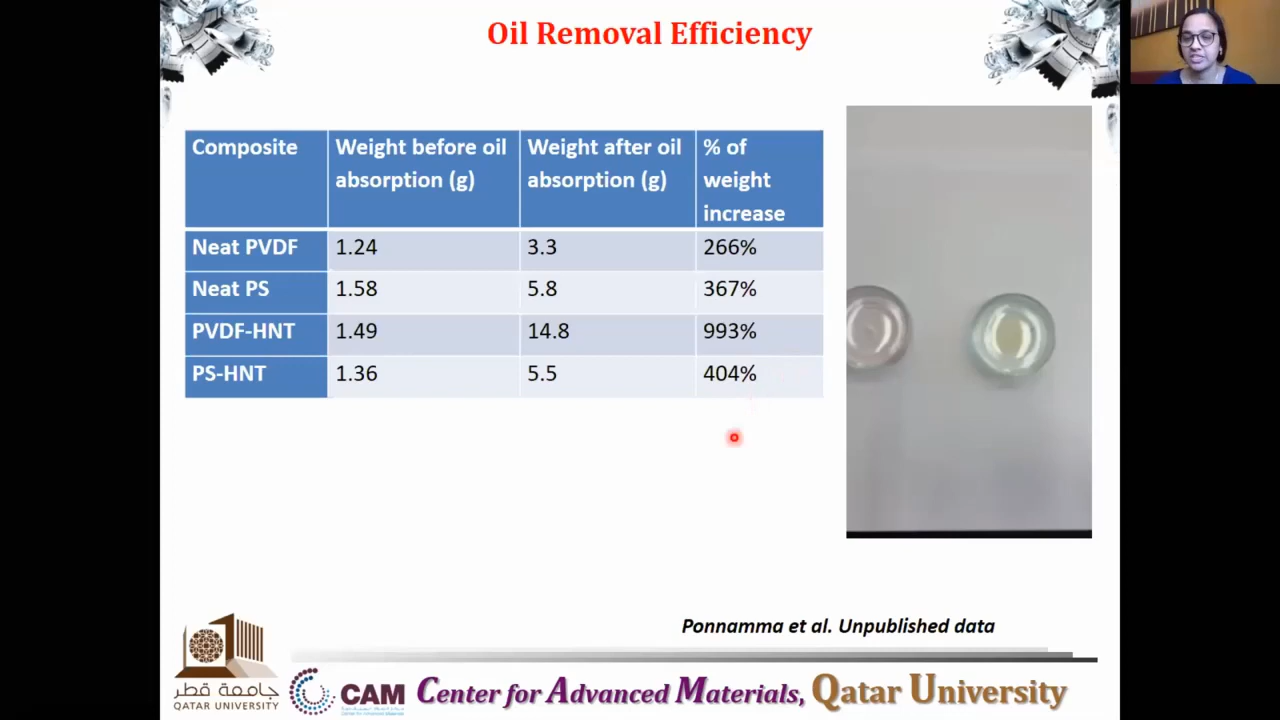 Oil Removal Efficiency
Composite
Weight before oil absorption (g)
Weight after oil absorption (g)
% of weight increase
Neat PVDF 1.24 3.3 266%
Neat PS 1.58 5.8 367%
PVDF-HNT 1.49 14.8 993%
PS-HNT 1.36 5.5 404%
Ponnamma et al. Unpublished data
جامعة قطر
QATAR UNIVERSITY
CAM
Center for Advanced Materials, Qatar University